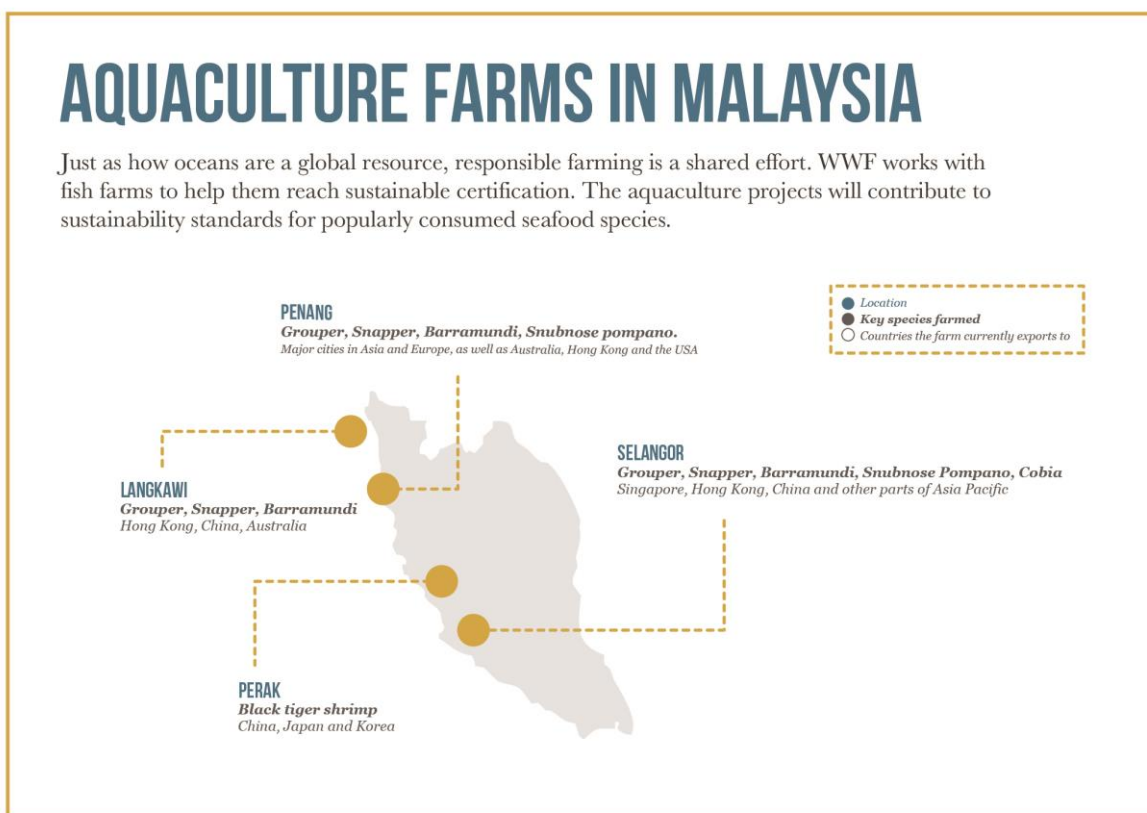 AQUACULTURE FARMS IN MALAYSIA
Just as how oceans are a global resource, responsible farming is a shared effort. WWF works with
fish farms to help them reach sustainable certification. The aquaculture projects will contribute to
sustainability standards for popularly consumed seafood species.
PENANG
Grouper, Snapper, Barramundi, Snubnose pompano.
Major cities in Asia and Europe, as well as Australia, Hong Kong and the USA
Location
Key species farmed
Countries the farm currently exports to
SELANGOR
Grouper, Snapper, Barramundi, Snubnose Pompano, Cobia
Singapore, Hong Kong, China and other parts of Asia Pacific
LANGKAWI
Grouper, Snapper, Barramundi
Hong Kong, China, Australia
PERAK
Black tiger shrimp
China, Japan and Korea